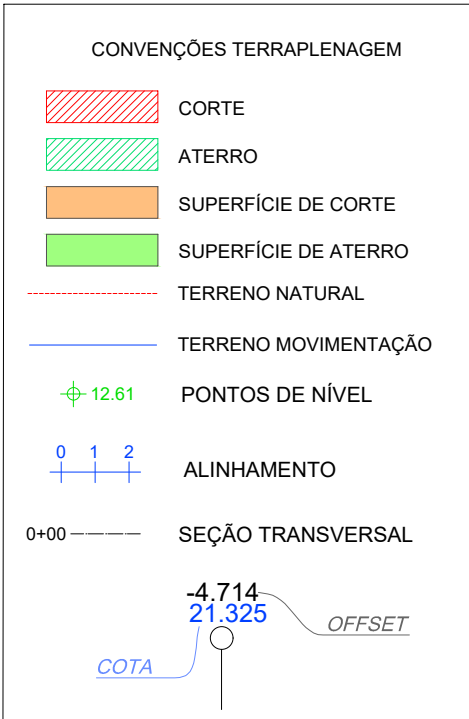 CONVENÇÕES TERRAPLENAGEM
CORTE
ATERRO
SUPERFÍCIE DE CORTE
SUPERFÍCIE DE ATERRO
TERRENO NATURAL
TERRENO MOVIMENTAÇÃO
12.61 PONTOS DE NÍVEL
0 1 2
ALINHAMENTO
0+00 SEÇÃO TRANSVERSAL
-4.714
21.325
OFFSET
COTA